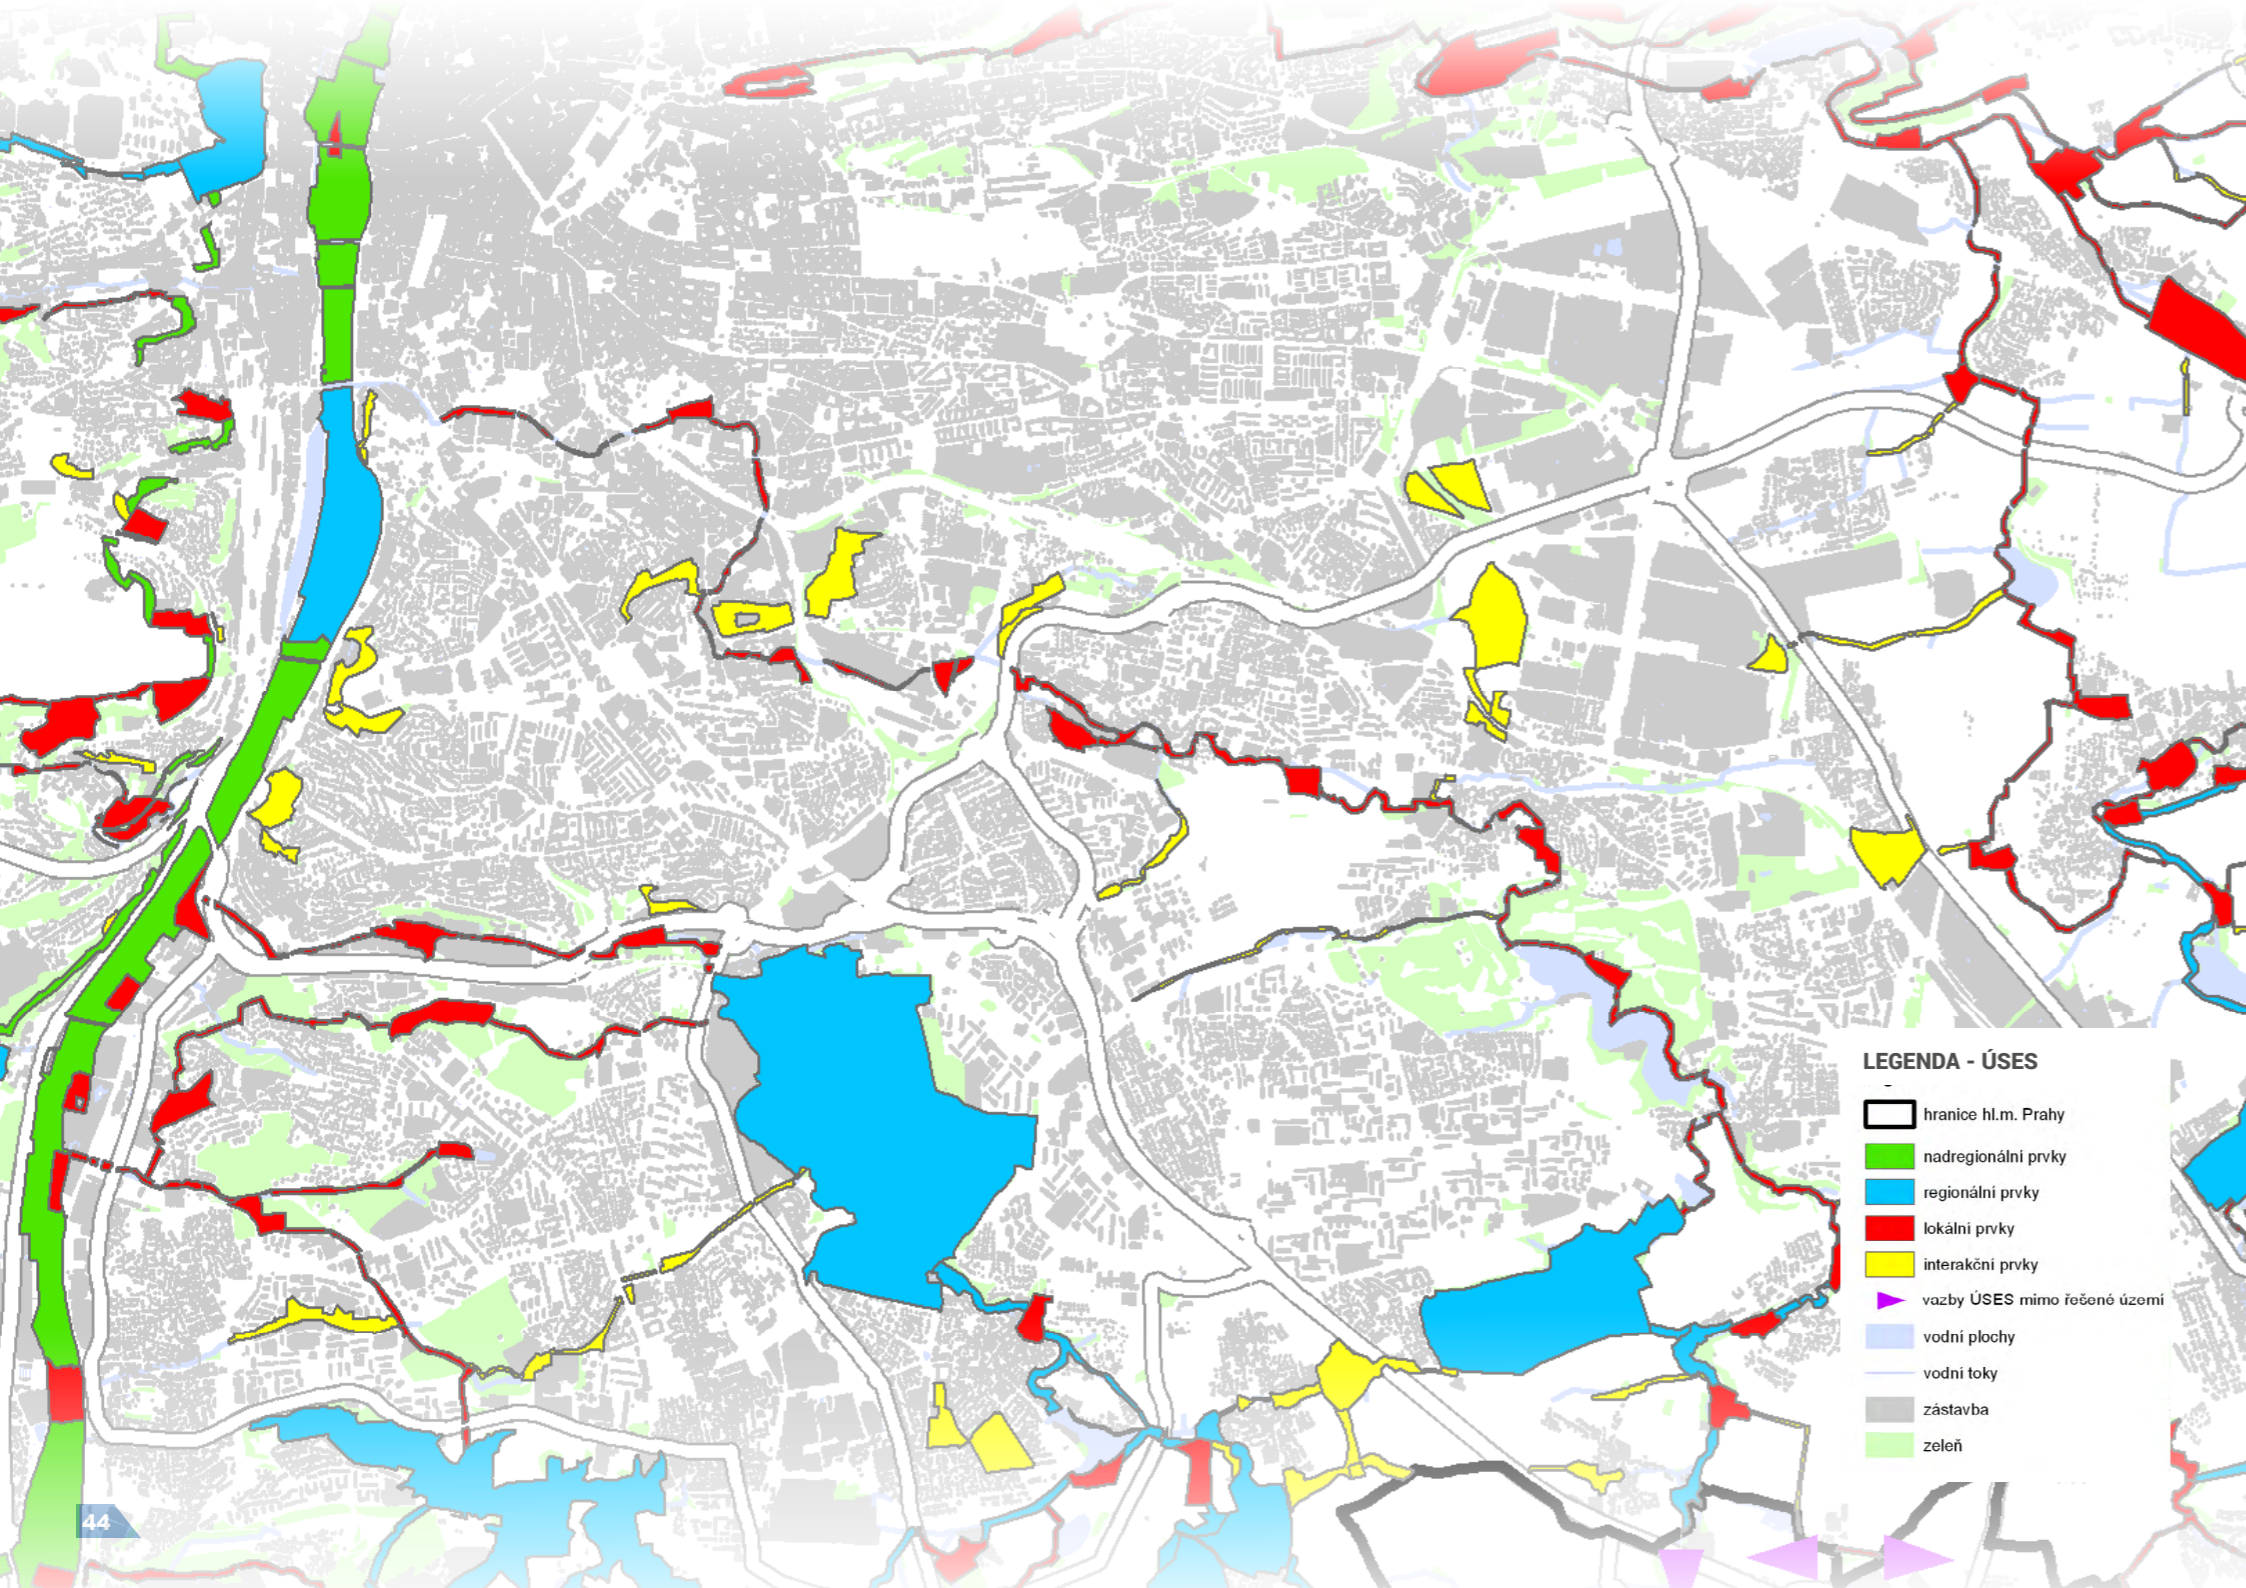 LEGENDA - ÚSES
hranice hl.m. Prahy
nadregionální prvky
regionální prvky
lokální prvky
interakční prvky
vazby ÚSES mimo řešené území
vodní plochy
vodní toky
zástavba
zeleň
44